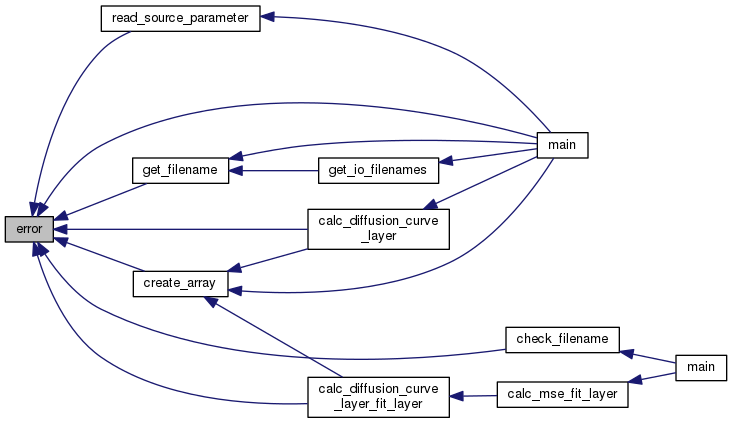 read_source_parameter
main
get_filename
get_io_filenames
calc_diffusion_curve
_layer
error
create_array
check_filename
main
calc_diffusion_curve
_layer_fit_layer
calc_mse_fit_layer